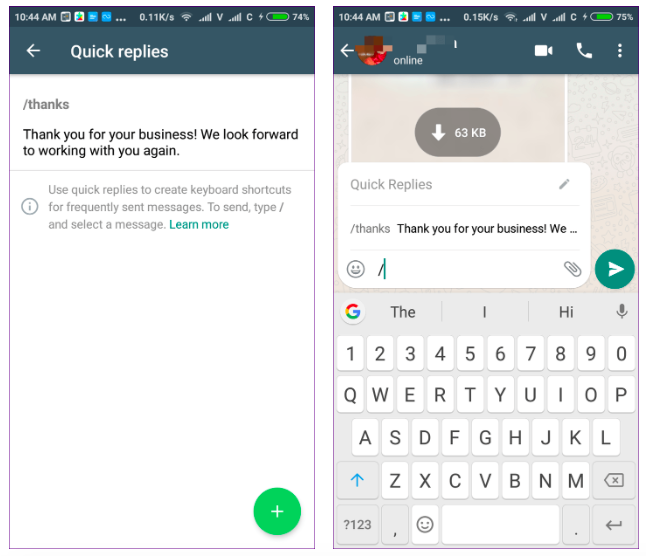 10:44 AM ... 0.11K/s V C 74%
Quick replies
/thanks
Thank you for your business! We look forward
to working with you again.
Use quick replies to create keyboard shortcuts
for frequently sent messages. To send, type /
and select a message. Learn more
+
10:44 AM ... 0.15K/s V C 75%
online
63 KB
Quick Replies
/thanks Thank you for your business! We ...
/
G The I Hi
1 2 3 4 5 6 7 8 9 0
Q W E R T Y U I O P
A S D F G H J K L
Z X C V B N M
?123 , .